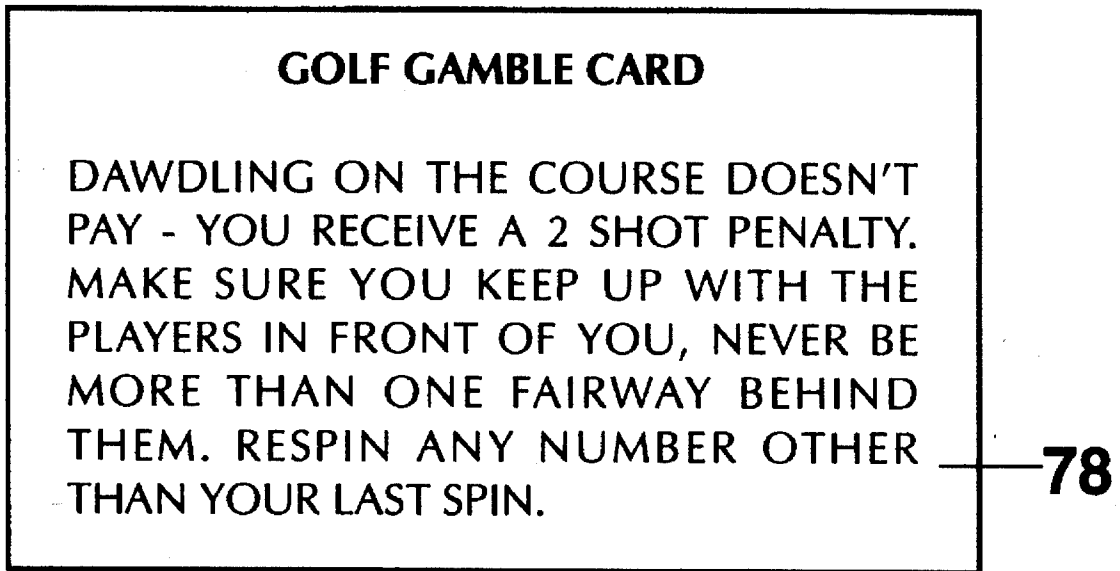 GOLF GAMBLE CARD
DAWDLING ON THE COURSE DOESN'T
PAY - YOU RECEIVE A 2 SHOT PENALTY.
MAKE SURE YOU KEEP UP WITH THE
PLAYERS IN FRONT OF YOU, NEVER BE
MORE THAN ONE FAIRWAY BEHIND
THEM. RESPIN ANY NUMBER OTHER
THAN YOUR LAST SPIN.
78